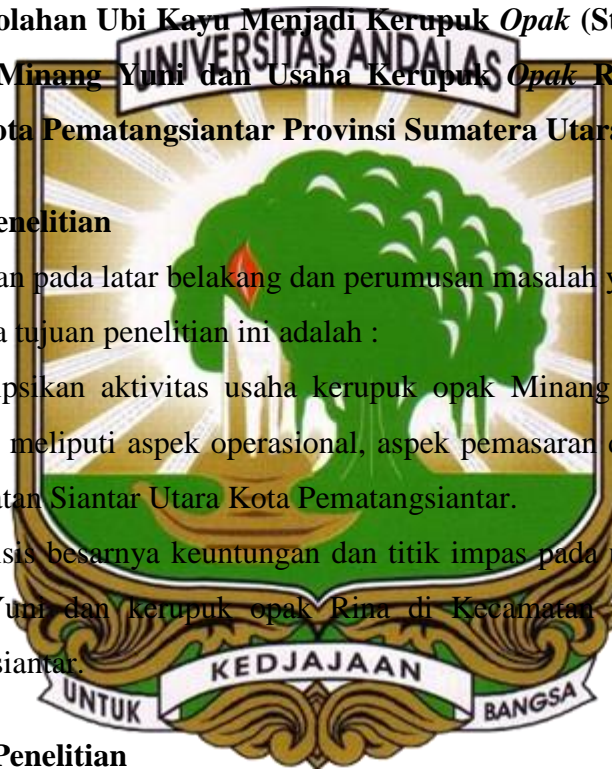 olahan Ubi Kayu Menjadi Kerupuk Opak (St
UNIVERSITAS ANDALAS
Minang Yuni dan Usaha Kerupuk Opak R
ota Pematangsiantar Provinsi Sumatera Utara
enelitian
an pada latar belakang dan perumusan masalah y
a tujuan penelitian ini adalah :
ipsikan aktivitas usaha kerupuk opak Minang
meliputi aspek operasional, aspek pemasaran
atan Siantar Utara Kota Pematangsiantar.
sis besarnya keuntungan dan titik impas pada
Yuni dan kerupuk opak Rina di Kecamatan
siantar.
UNTUK KEDJAJAAN BANGSA
Penelitian